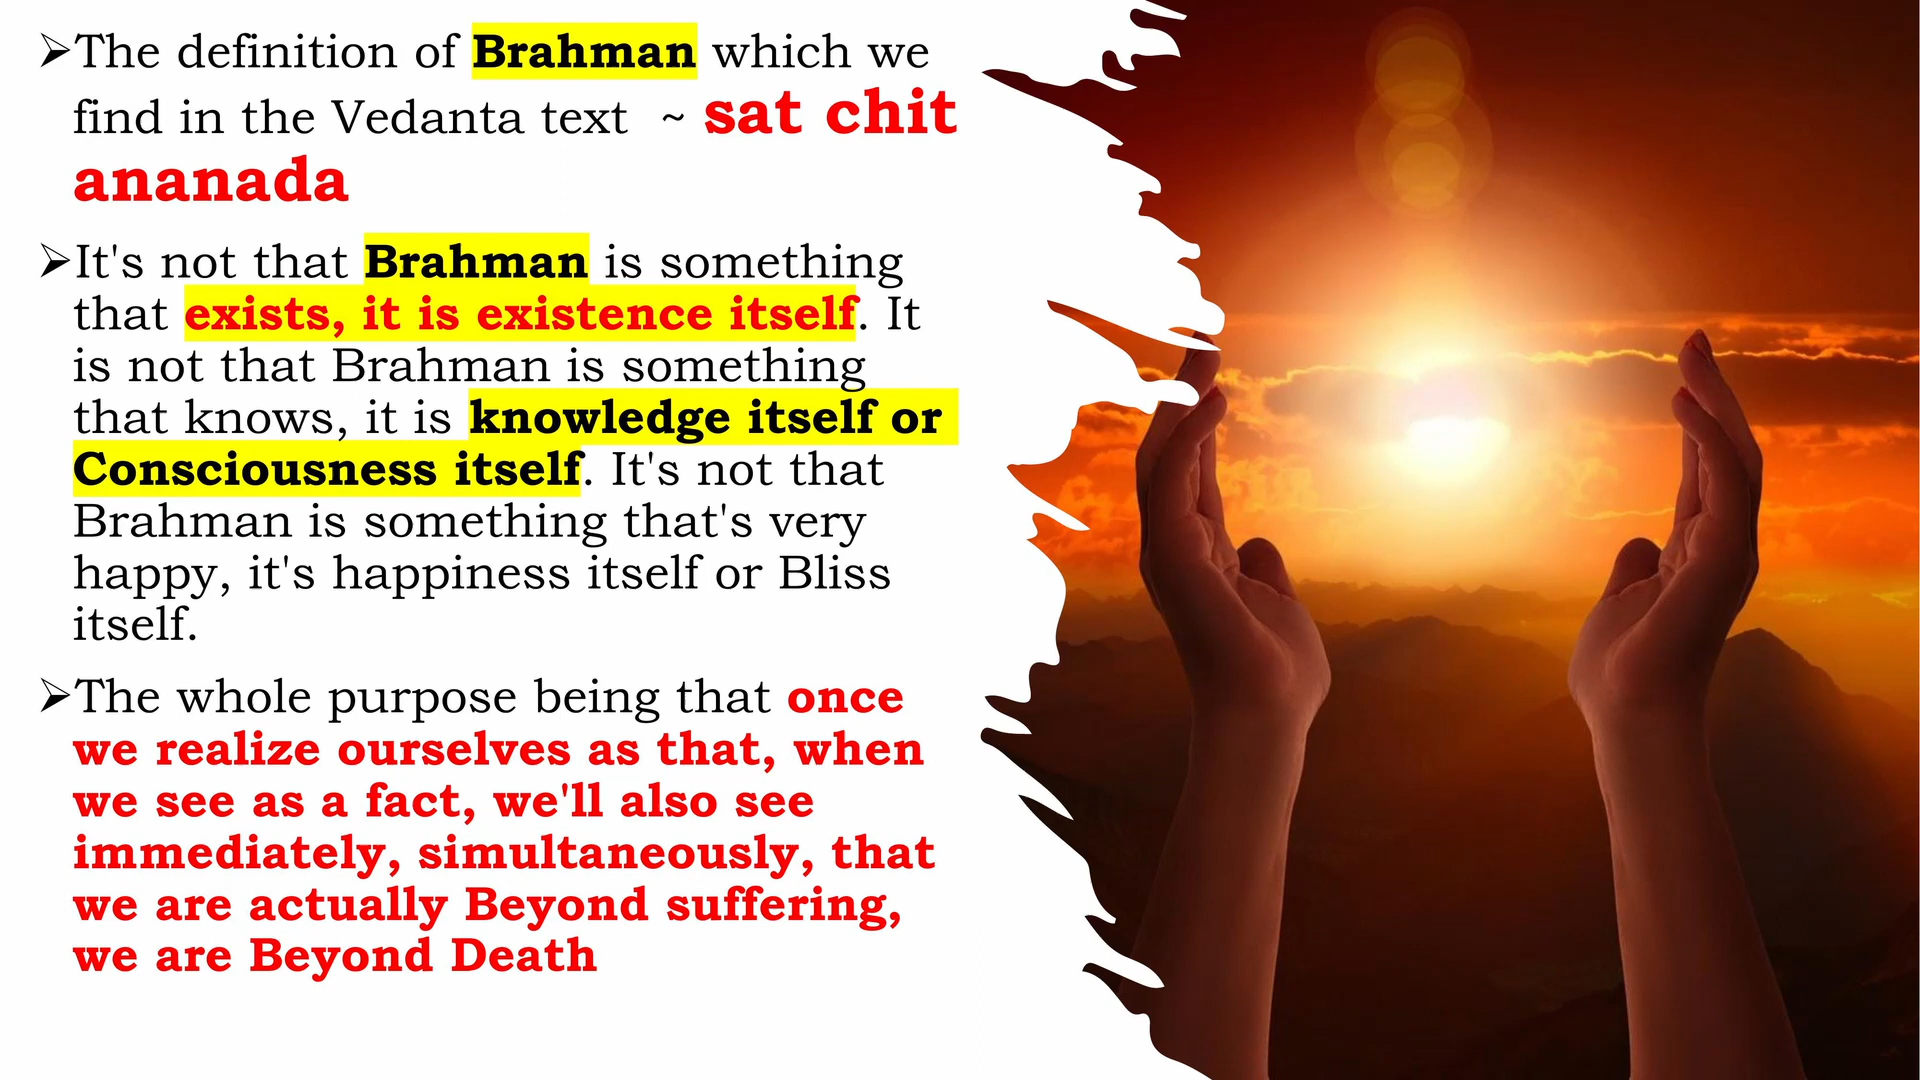 ➢The definition of Brahman which we
find in the Vedanta text ~ sat chit
ananada
➢It's not that Brahman is something
that exists, it is existence itself. It
is not that Brahman is something
that knows, it is knowledge itself or
Consciousness itself. It's not that
Brahman is something that's very
happy, it's happiness itself or Bliss
itself.
➢The whole purpose being that once
we realize ourselves as that, when
we see as a fact, we'll also see
immediately, simultaneously, that
we are actually Beyond suffering,
we are Beyond Death